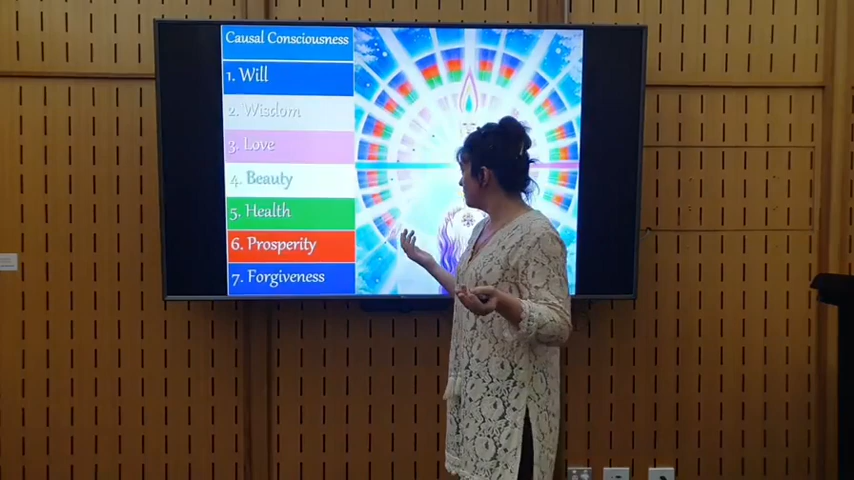 Causal Consciousness
1. Will
2. Wisdom
3. Love
4. Beauty
5. Health
6. Prosperity
7. Forgiveness